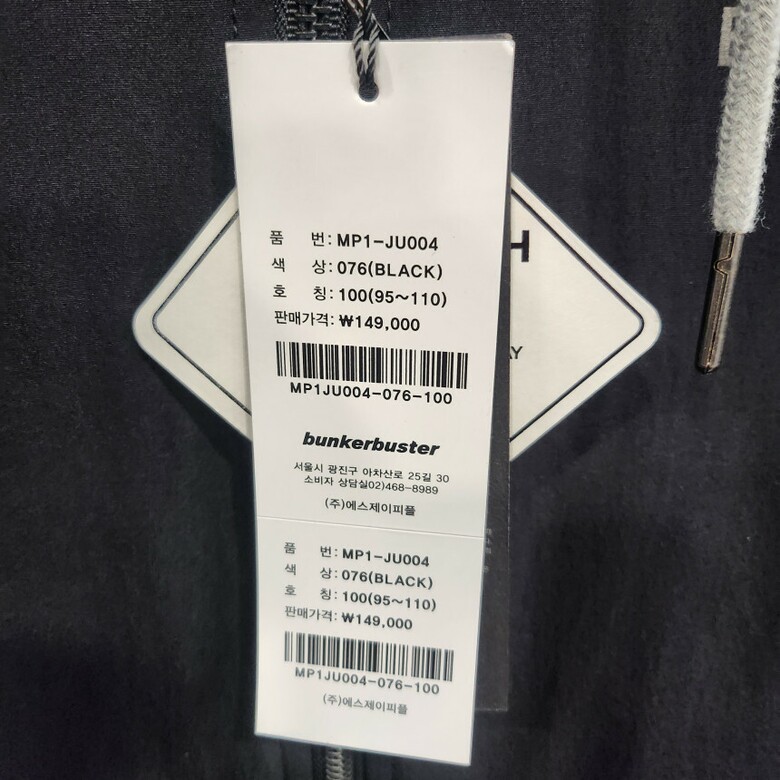 품 번: MP1-JU004
색 상: 076(BLACK)
호 칭: 100(95~110)
판매가격: ₩149,000
MP1JU004-076-100
bunkerbuster
서울시 광진구 아차산로 25길 30
소비자 상담실02)468-8989
(주)에스제이피플
품 번: MP1-JU004
색 상: 076(BLACK)
호 칭: 100(95~110)
판매가격: ₩149,000
MP1JU004-076-100
(주)에스제이피플